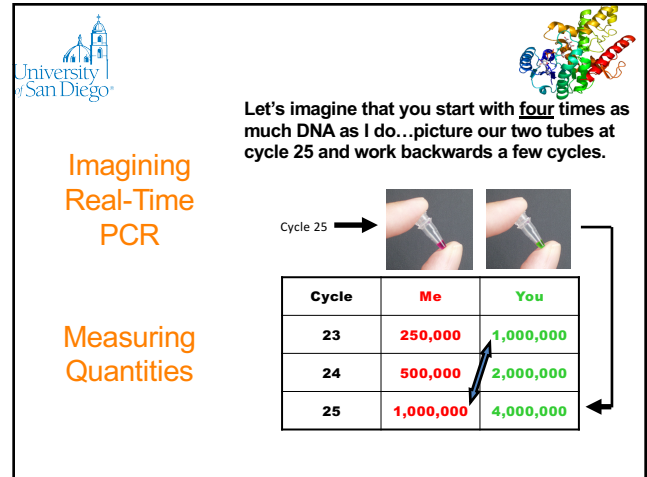 University
of San Diego®
Let's imagine that you start with four times as
much DNA as I do…picture our two tubes at
cycle 25 and work backwards a few cycles.
Imagining
Real-Time
PCR
Cycle 25
Measuring
Quantities
Cycle Me You
23 250,000 1,000,000
24 500,000 2,000,000
25 1,000,000 4,000,000